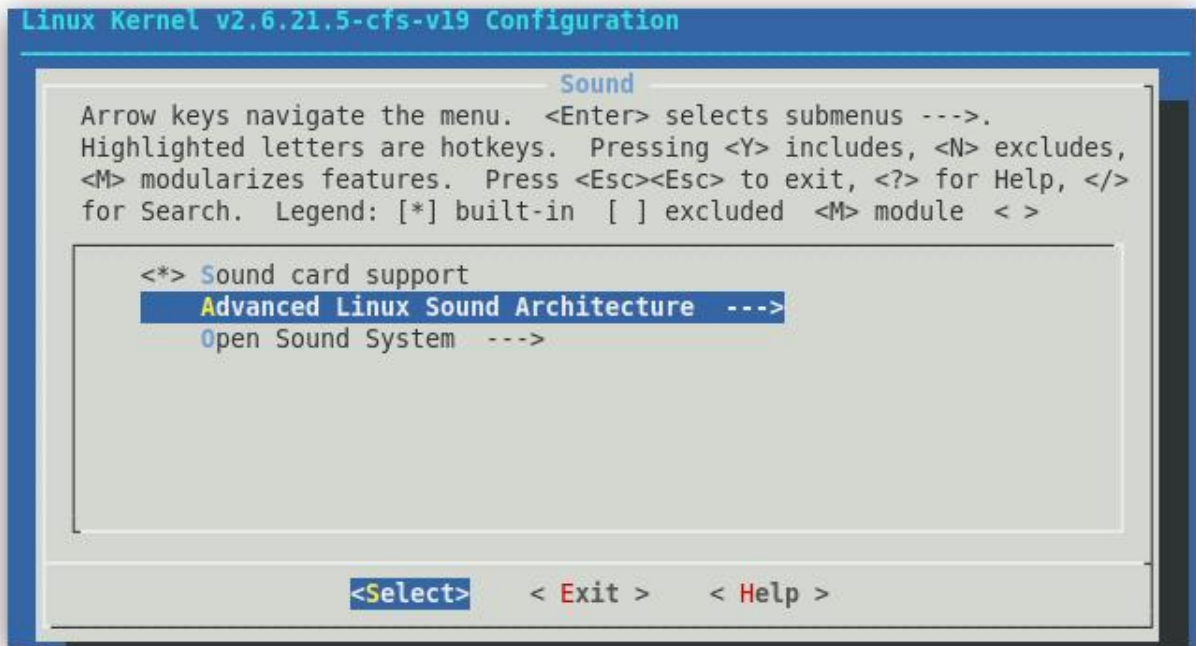 Linux Kernel v2.6.21.5-cfs-v19 Configuration
Sound
Arrow keys navigate the menu.  <Enter> selects submenus --->.
Highlighted letters are hotkeys.  Pressing <Y> includes, <N> excludes,
<M> modularizes features.  Press <Esc><Esc> to exit, <?> for Help, </>
for Search.  Legend: [*] built-in  [ ] excluded  <M> module  < >
<*> Sound card support
Advanced Linux Sound Architecture  --->
Open Sound System  --->
<Select>    < Exit >    < Help >